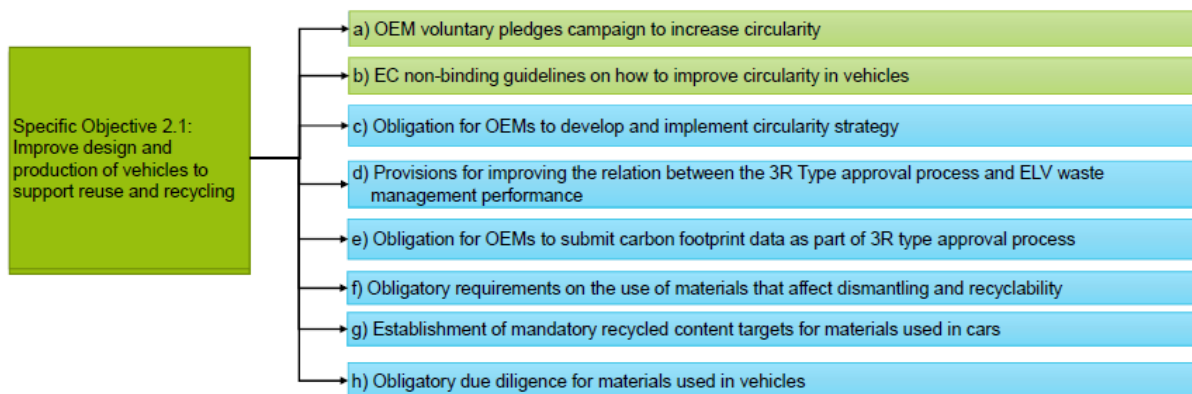 Specific Objective 2.1:
Improve design and
production of vehicles to
support reuse and recycling
a) OEM voluntary pledges campaign to increase circularity
b) EC non-binding guidelines on how to improve circularity in vehicles
c) Obligation for OEMs to develop and implement circularity strategy
d) Provisions for improving the relation between the 3R Type approval process and ELV waste
management performance
e) Obligation for OEMs to submit carbon footprint data as part of 3R type approval process
f) Obligatory requirements on the use of materials that affect dismantling and recyclability
g) Establishment of mandatory recycled content targets for materials used in cars
h) Obligatory due diligence for materials used in vehicles